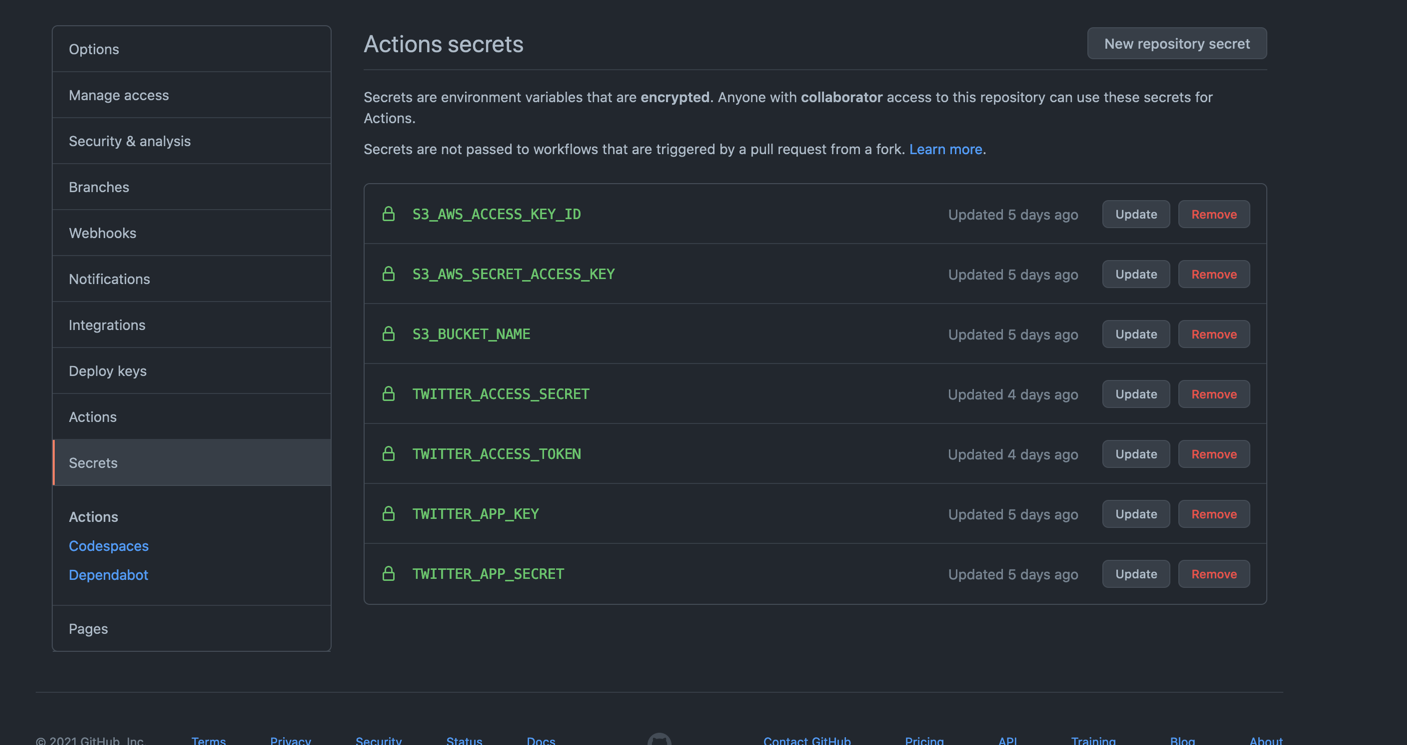 Options
Manage access
Security & analysis
Branches
Webhooks
Notifications
Integrations
Deploy keys
Actions
Secrets
Actions
Codespaces
Dependabot
Pages
Actions secrets
New repository secret
Secrets are environment variables that are encrypted. Anyone with collaborator access to this repository can use these secrets for
Actions.
Secrets are not passed to workflows that are triggered by a pull request from a fork. Learn more.
S3_AWS_ACCESS_KEY_ID Updated 5 days ago Update Remove
S3_AWS_SECRET_ACCESS_KEY Updated 5 days ago Update Remove
S3_BUCKET_NAME Updated 5 days ago Update Remove
TWITTER_ACCESS_SECRET Updated 4 days ago Update Remove
TWITTER_ACCESS_TOKEN Updated 4 days ago Update Remove
TWITTER_APP_KEY Updated 5 days ago Update Remove
TWITTER_APP_SECRET Updated 5 days ago Update Remove
© 2021 GitHub, Inc. Terms Privacy Security Status Docs Contact GitHub Pricing API Training Blog About